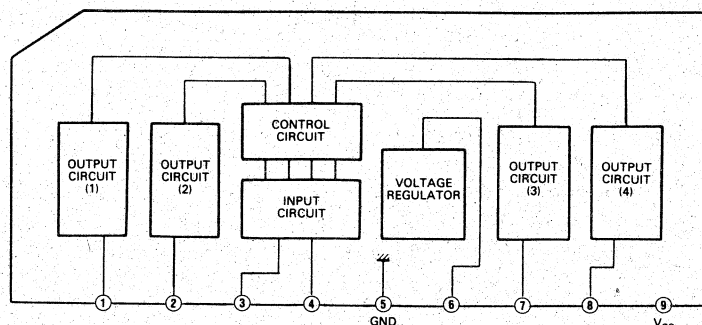 OUTPUT
CIRCUIT
(1)
OUTPUT
CIRCUIT
(2)
CONTROL
CIRCUIT
INPUT
CIRCUIT
VOLTAGE
REGULATOR
OUTPUT
CIRCUIT
(3)
OUTPUT
CIRCUIT
(4)
1 2 3 4 5 6 7 8 9
GND